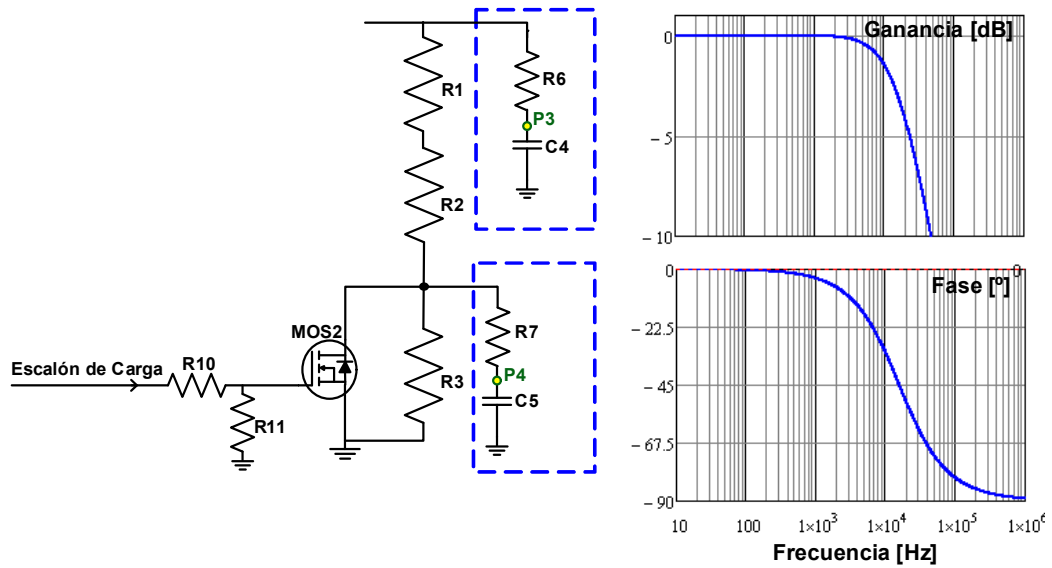 R1
R2
R6
P3
C4
MOS2
Escalón de Carga
R10
R11
R3
R7
P4
C5
Ganancia [dB]
0
− 5
− 10
Fase [º]
0
0
− 22.5
− 45
− 67.5
− 90
10
100
1×10³
1×10⁴
1×10⁵
1×10⁶
Frecuencia [Hz]